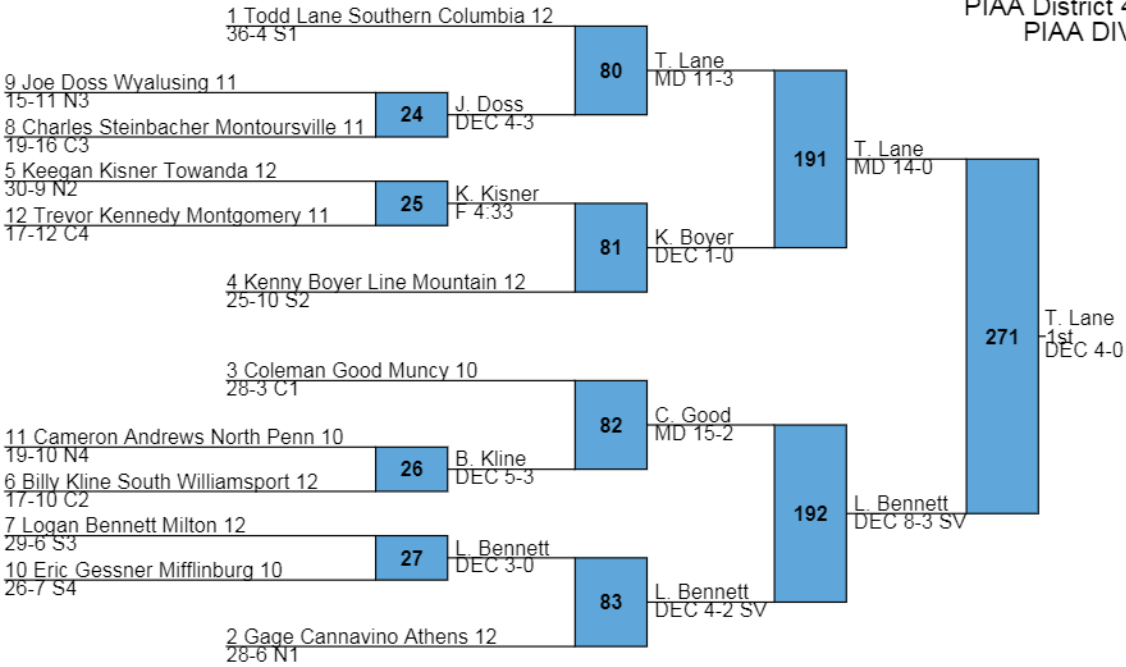 PIAA District 4
PIAA DIV
1 Todd Lane Southern Columbia 12
36-4 S1
80
T. Lane
MD 11-3
9 Joe Doss Wyalusing 11
15-11 N3
24
J. Doss
DEC 4-3
8 Charles Steinbacher Montoursville 11
19-16 C3
191
T. Lane
MD 14-0
5 Keegan Kisner Towanda 12
30-9 N2
25
K. Kisner
F 4:33
12 Trevor Kennedy Montgomery 11
17-12 C4
81
K. Boyer
DEC 1-0
4 Kenny Boyer Line Mountain 12
25-10 S2
271
T. Lane
1st
DEC 4-0
3 Coleman Good Muncy 10
28-3 C1
82
C. Good
MD 15-2
11 Cameron Andrews North Penn 10
19-10 N4
26
B. Kline
DEC 5-3
6 Billy Kline South Williamsport 12
17-10 C2
192
L. Bennett
DEC 8-3 SV
7 Logan Bennett Milton 12
29-6 S3
27
L. Bennett
DEC 3-0
10 Eric Gessner Mifflinburg 10
26-7 S4
83
L. Bennett
DEC 4-2 SV
2 Gage Cannavino Athens 12
28-6 N1